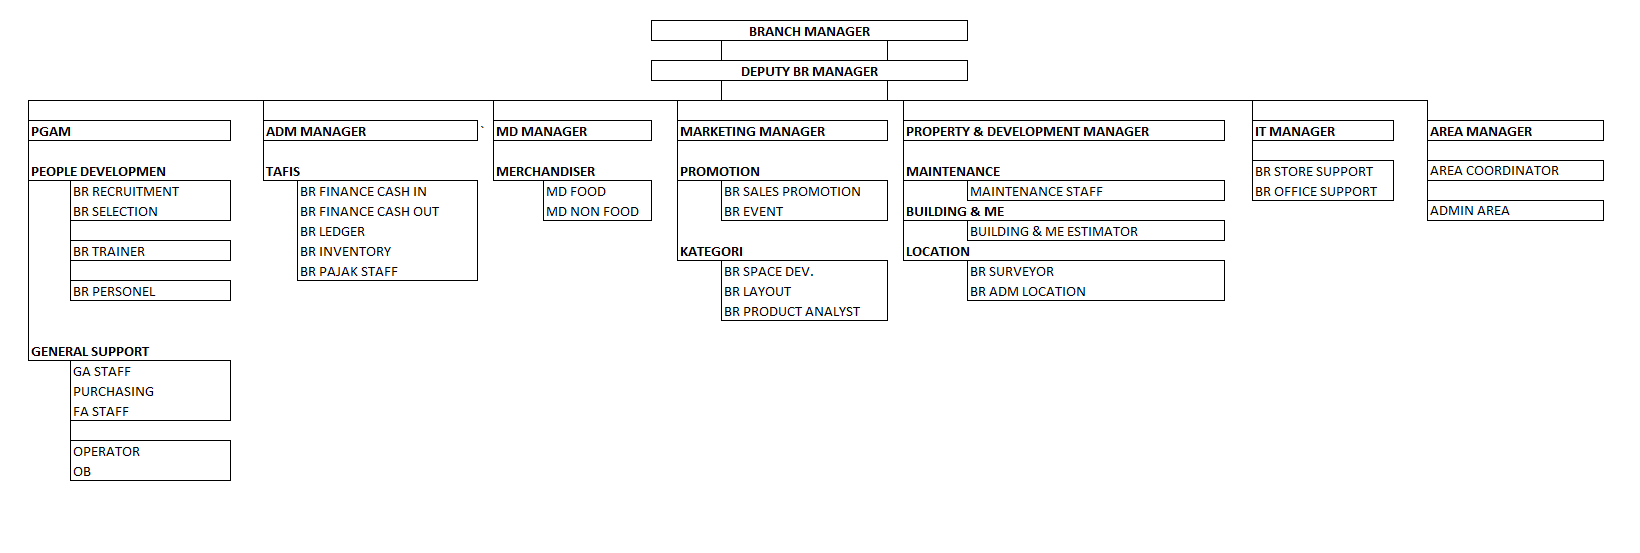 BRANCH MANAGER
DEPUTY BR MANAGER
PGAM
PEOPLE DEVELOPMEN
BR RECRUITMENT
BR SELECTION
BR TRAINER
BR PERSONEL
GENERAL SUPPORT
GA STAFF
PURCHASING
FA STAFF
OPERATOR
OB
ADM MANAGER `
TAFIS
BR FINANCE CASH IN
BR FINANCE CASH OUT
BR LEDGER
BR INVENTORY
BR PAJAK STAFF
MD MANAGER
MERCHANDISER
MD FOOD
MD NON FOOD
MARKETING MANAGER
PROMOTION
BR SALES PROMOTION
BR EVENT
KATEGORI
BR SPACE DEV.
BR LAYOUT
BR PRODUCT ANALYST
PROPERTY & DEVELOPMENT MANAGER
MAINTENANCE
MAINTENANCE STAFF
BUILDING & ME
BUILDING & ME ESTIMATOR
LOCATION
BR SURVEYOR
BR ADM LOCATION
IT MANAGER
BR STORE SUPPORT
BR OFFICE SUPPORT
AREA MANAGER
AREA COORDINATOR
ADMIN AREA